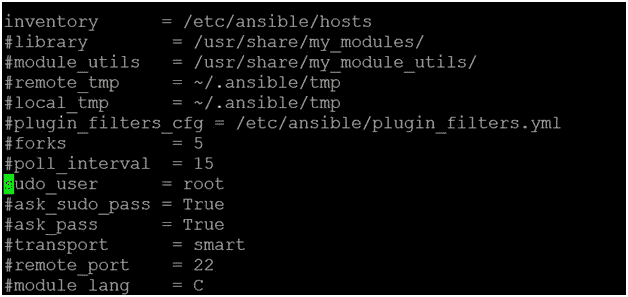 inventory      = /etc/ansible/hosts
#library        = /usr/share/my_modules/
#module_utils   = /usr/share/my_module_utils/
#remote_tmp     = ~/.ansible/tmp
#local_tmp      = ~/.ansible/tmp
#plugin_filters_cfg = /etc/ansible/plugin_filters.yml
#forks          = 5
#poll_interval  = 15
sudo_user      = root
#ask_sudo_pass = True
#ask_pass      = True
#transport      = smart
#remote_port    = 22
#module_lang    = C